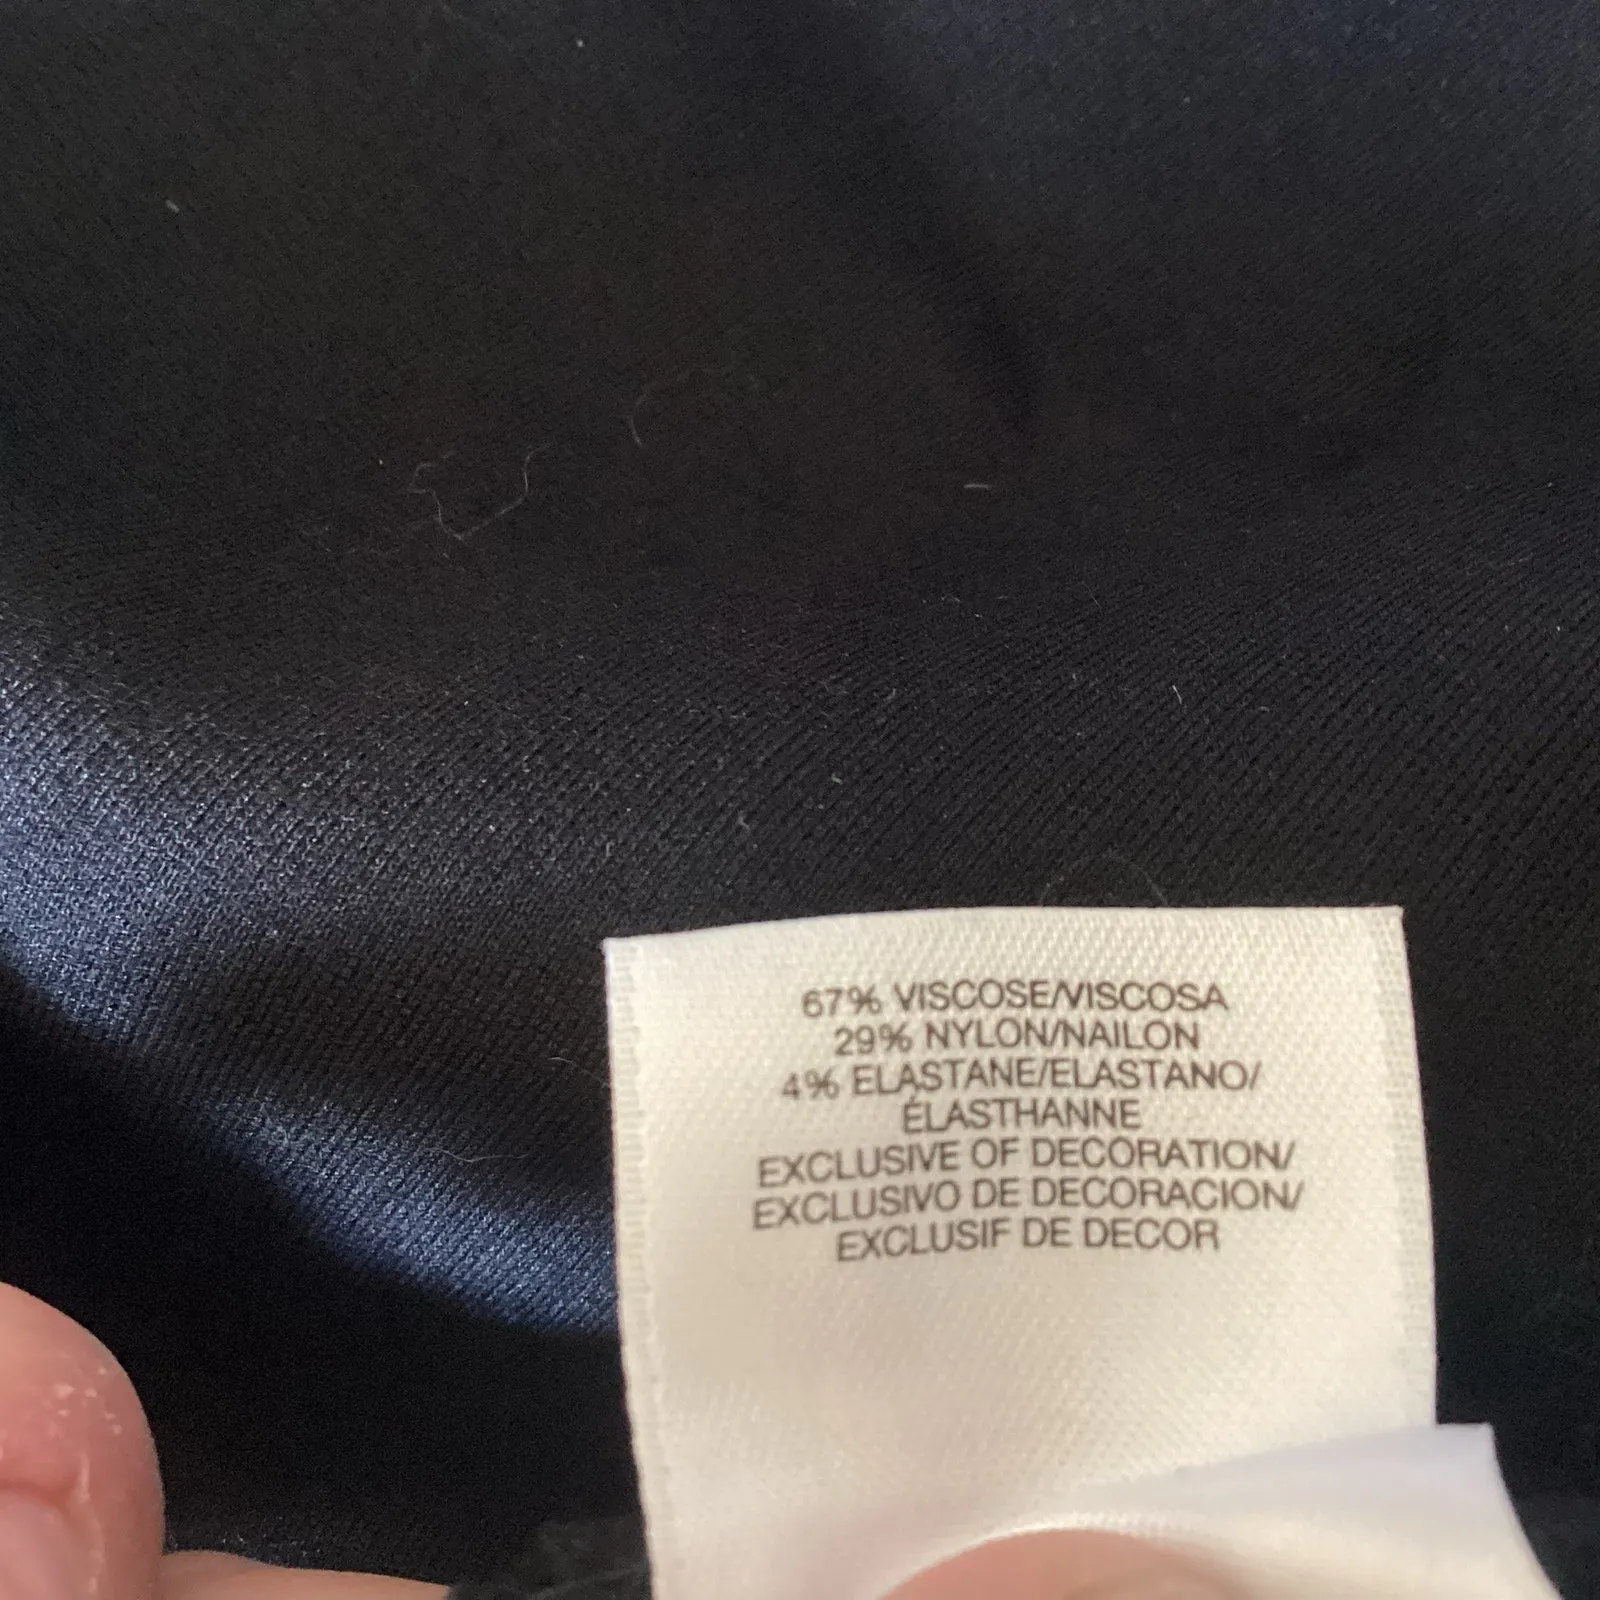 67% VISCOSE/VISCOSA
29% NYLON/NAILON
4% ELASTANE/ELASTANO/
ÉLASTHANNE
EXCLUSIVE OF DECORATION/
EXCLUSIVO DE DECORACION/
EXCLUSIF DE DECOR